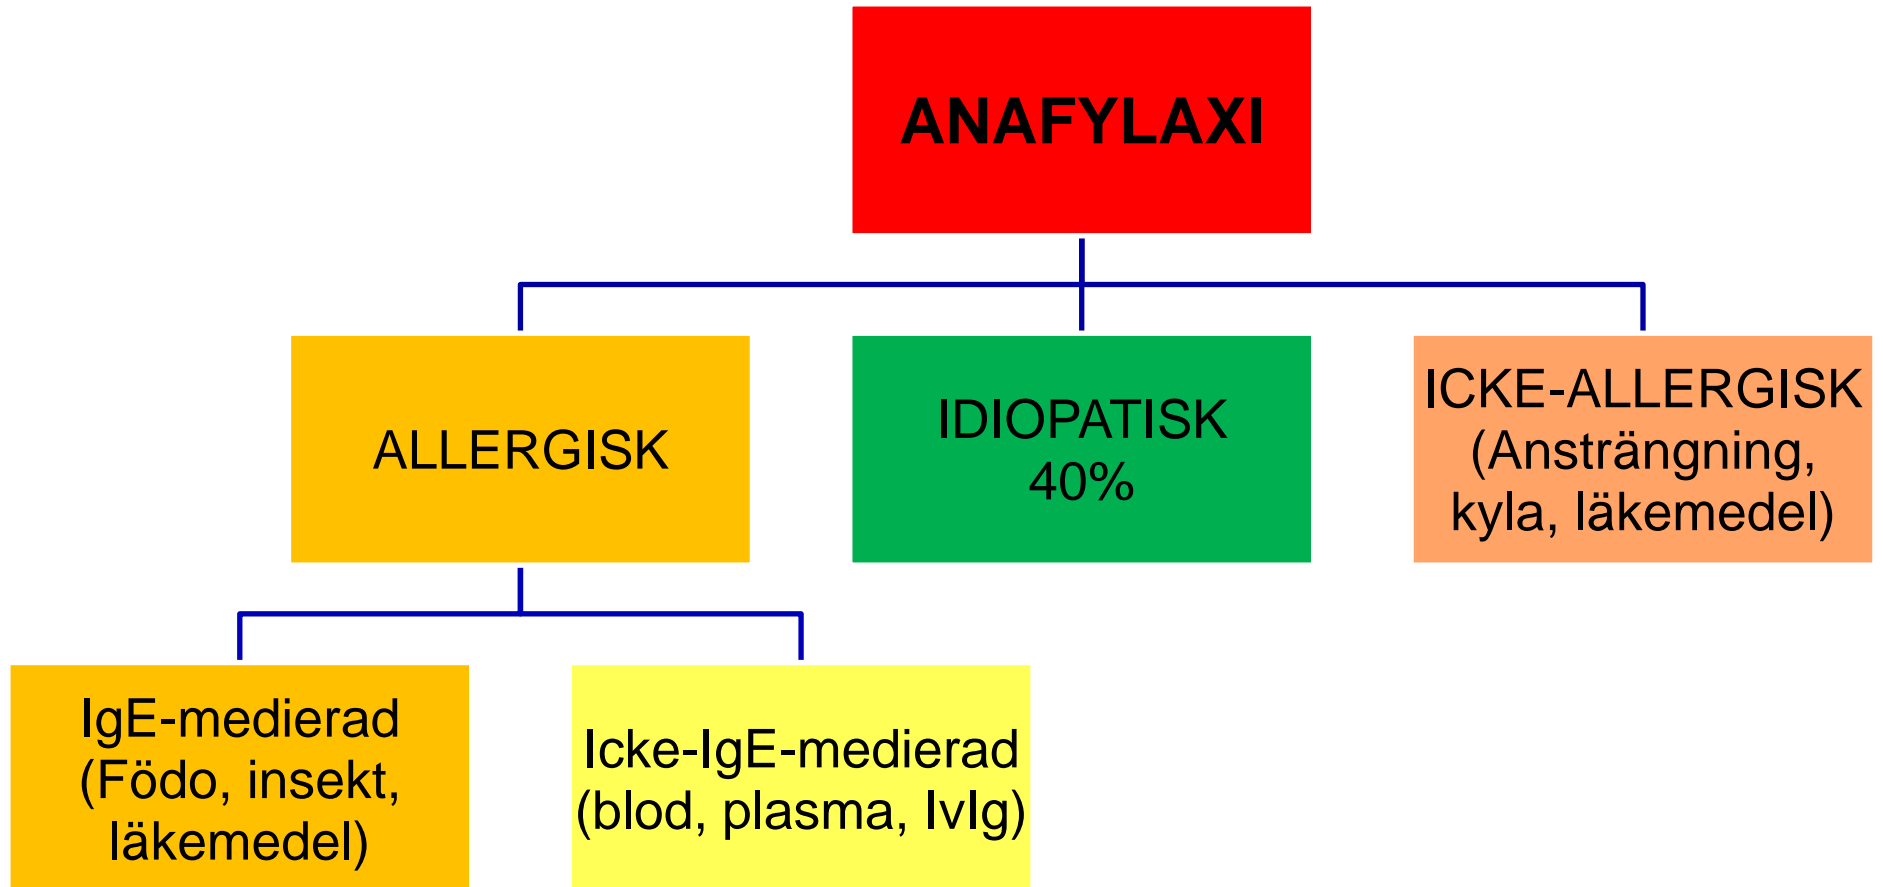 ANAFYLAXI
ALLERGISK
IDIOPATISK
40%
ICKE-ALLERGISK
(Ansträngning,
kyla, läkemedel)
IgE-medierad
(Födo, insekt,
läkemedel)
Icke-IgE-medierad
(blod, plasma, IvIg)